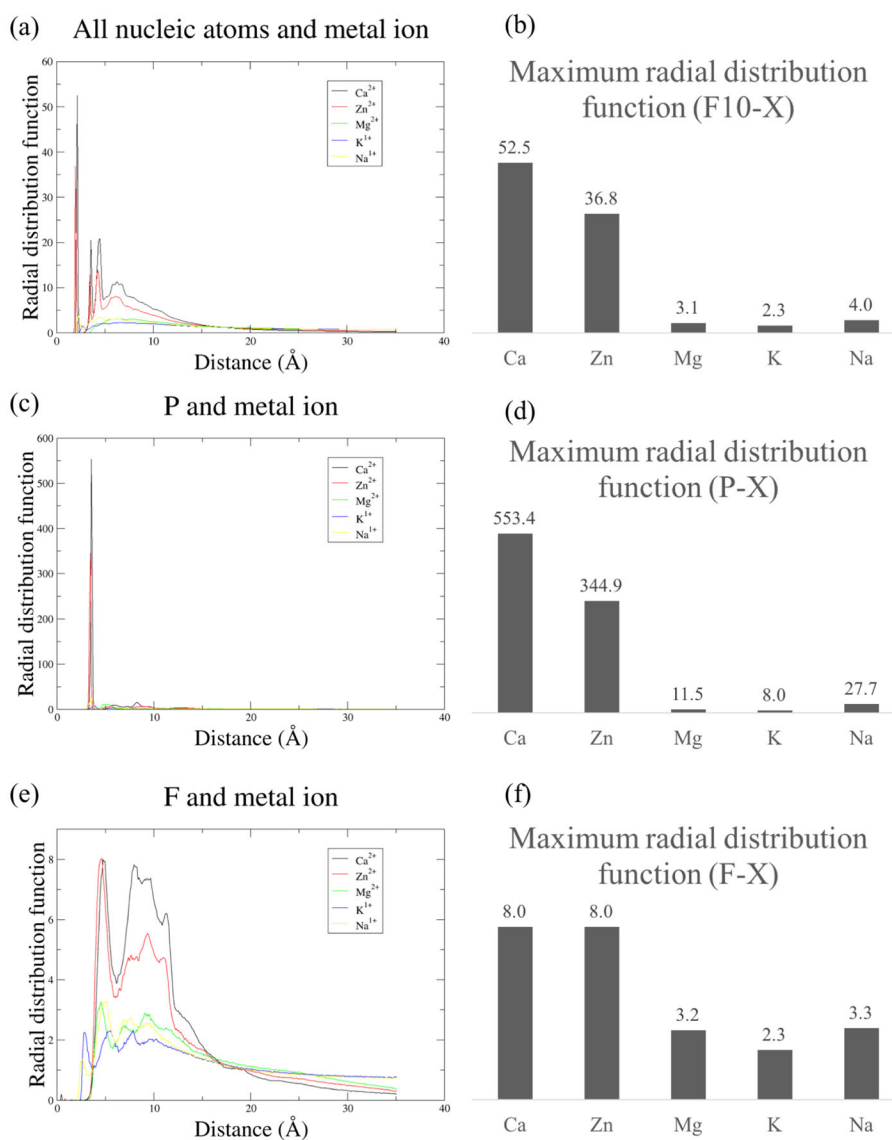 (a)
All nucleic atoms and metal ion
Radial distribution function
60
50
40
30
20
10
0
0 10 20 30 40
Distance (Å)
Ca2+
Zn2+
Mg2+
K1+
Na1+
(b)
Maximum radial distribution
function (F10-X)
52.5
36.8
3.1
2.3
4.0
Ca Zn Mg K Na
(c)
P and metal ion
Radial distribution function
600
500
400
300
200
100
0
0 10 20 30 40
Distance (Å)
Ca2+
Zn2+
Mg2+
K1+
Na1+
(d)
Maximum radial distribution
function (P-X)
553.4
344.9
11.5
8.0
27.7
Ca Zn Mg K Na
(e)
F and metal ion
Radial distribution function
8
6
4
2
0
0 10 20 30 40
Distance (Å)
Ca2+
Zn2+
Mg2+
K1+
Na1+
(f)
Maximum radial distribution
function (F-X)
8.0
8.0
3.2
2.3
3.3
Ca Zn Mg K Na